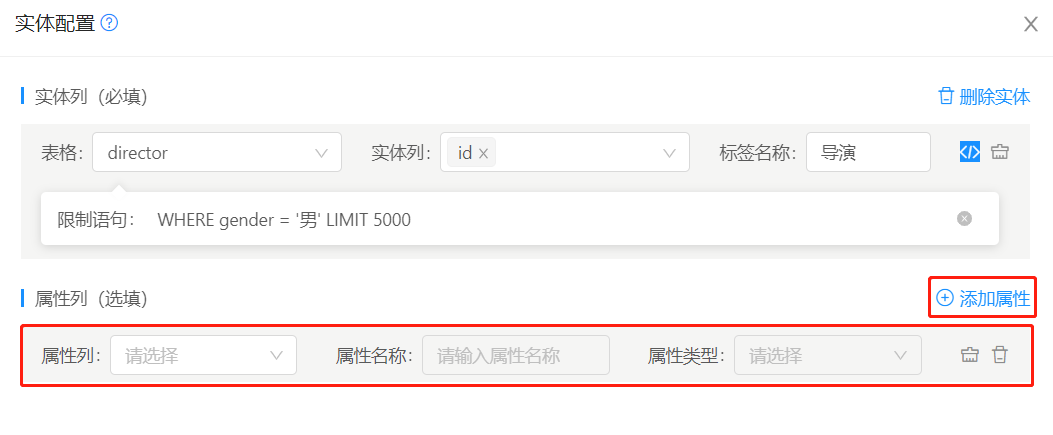 实体配置
实体列（必填） 删除实体
表格： director 实体列： id 标签名称： 导演
限制语句： WHERE gender = '男' LIMIT 5000
属性列（选填） 添加属性
属性列： 请选择 属性名称： 请输入属性名称 属性类型： 请选择